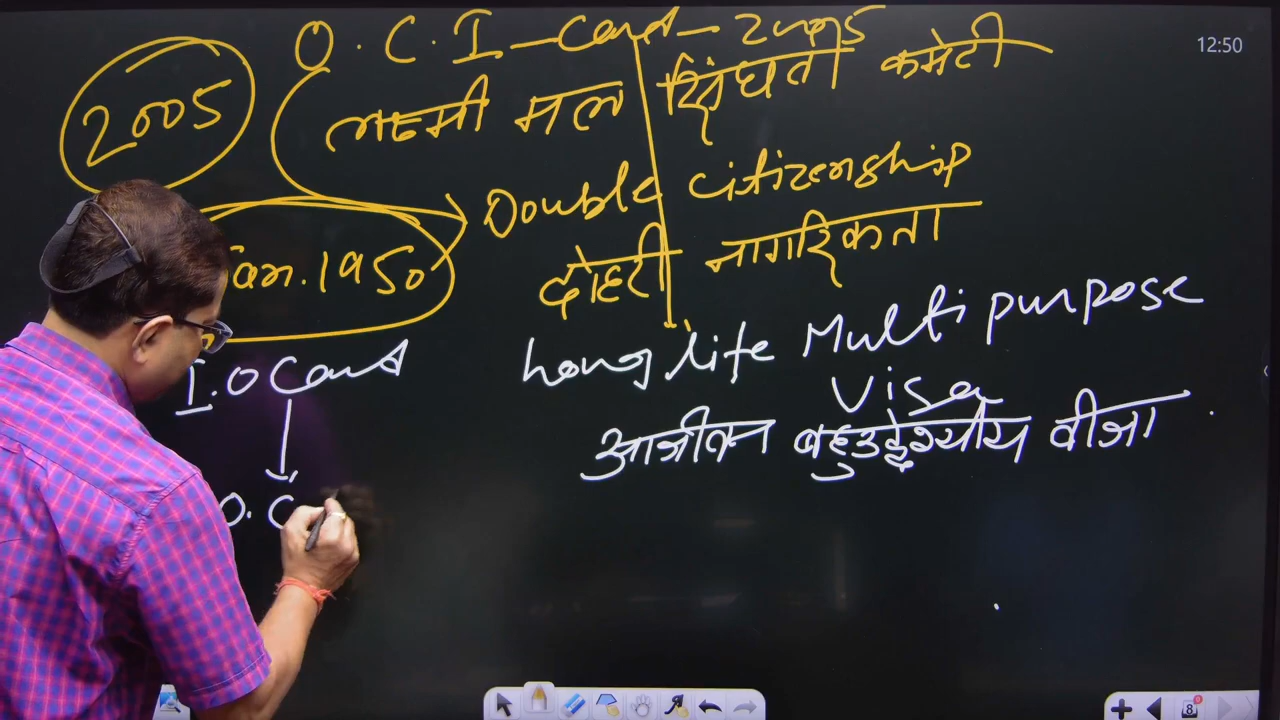 12:50
O.C.I-Card-2005
2005
लक्ष्मी मल सिंघवी कमेटी
Double citizenship
Jan. 1950
दोहरी नागरिकता
Long life Multi purpose
Visa
I.O Card
आजीवन बहुउद्देश्यीय वीजा
O. C
8